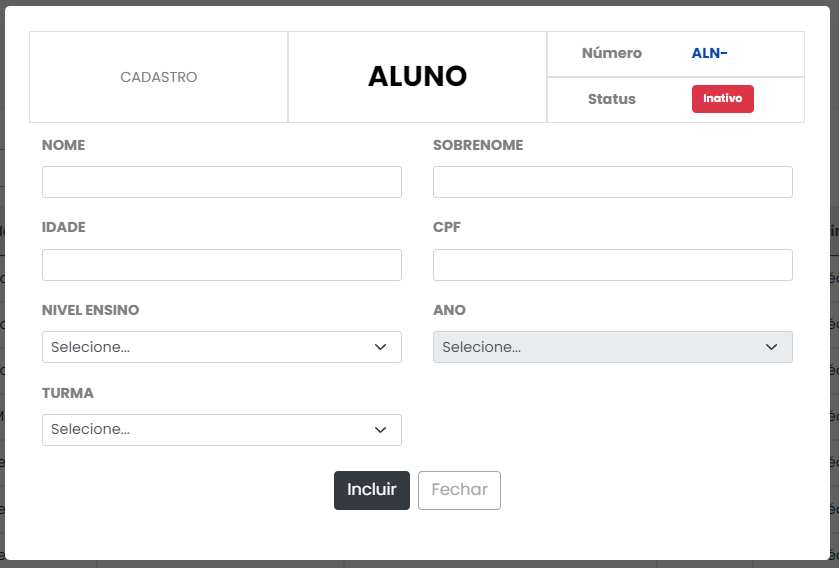 CADASTRO
ALUNO
Número ALN-
Status Inativo
NOME SOBRENOME
IDADE CPF
NIVEL ENSINO ANO
Selecione... Selecione...
TURMA
Selecione...
Incluir Fechar